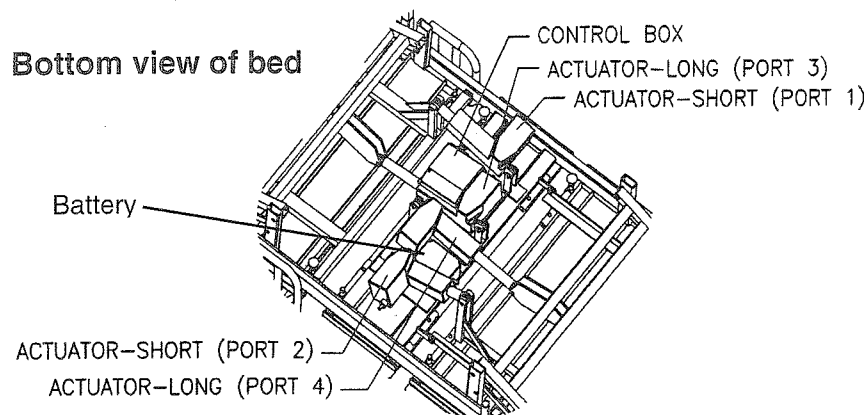 Bottom view of bed
CONTROL BOX
ACTUATOR-LONG (PORT 3)
ACTUATOR-SHORT (PORT 1)
Battery
ACTUATOR-SHORT (PORT 2)
ACTUATOR-LONG (PORT 4)